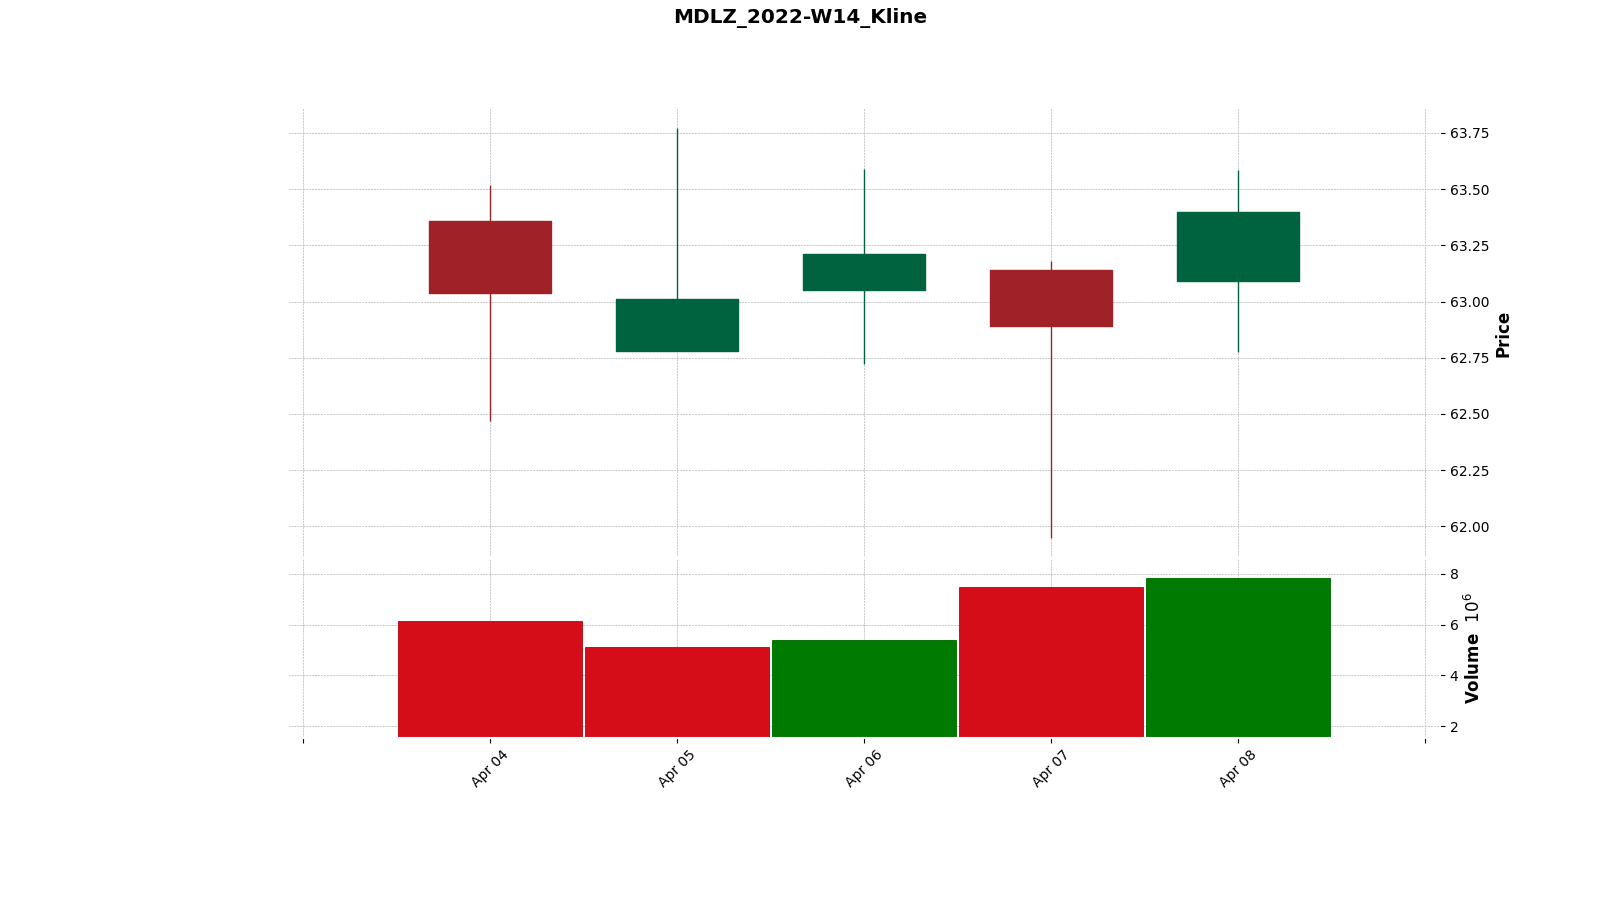 MDLZ_2022-W14_Kline
63.75
63.50
63.25
63.00
62.75
62.50
62.25
62.00
Price
8
6
4
2
Volume 10^6
Apr 04
Apr 05
Apr 06
Apr 07
Apr 08